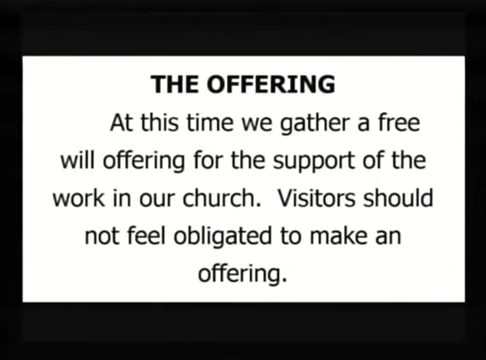 THE OFFERING
At this time we gather a free
will offering for the support of the
work in our church.  Visitors should
not feel obligated to make an
offering.